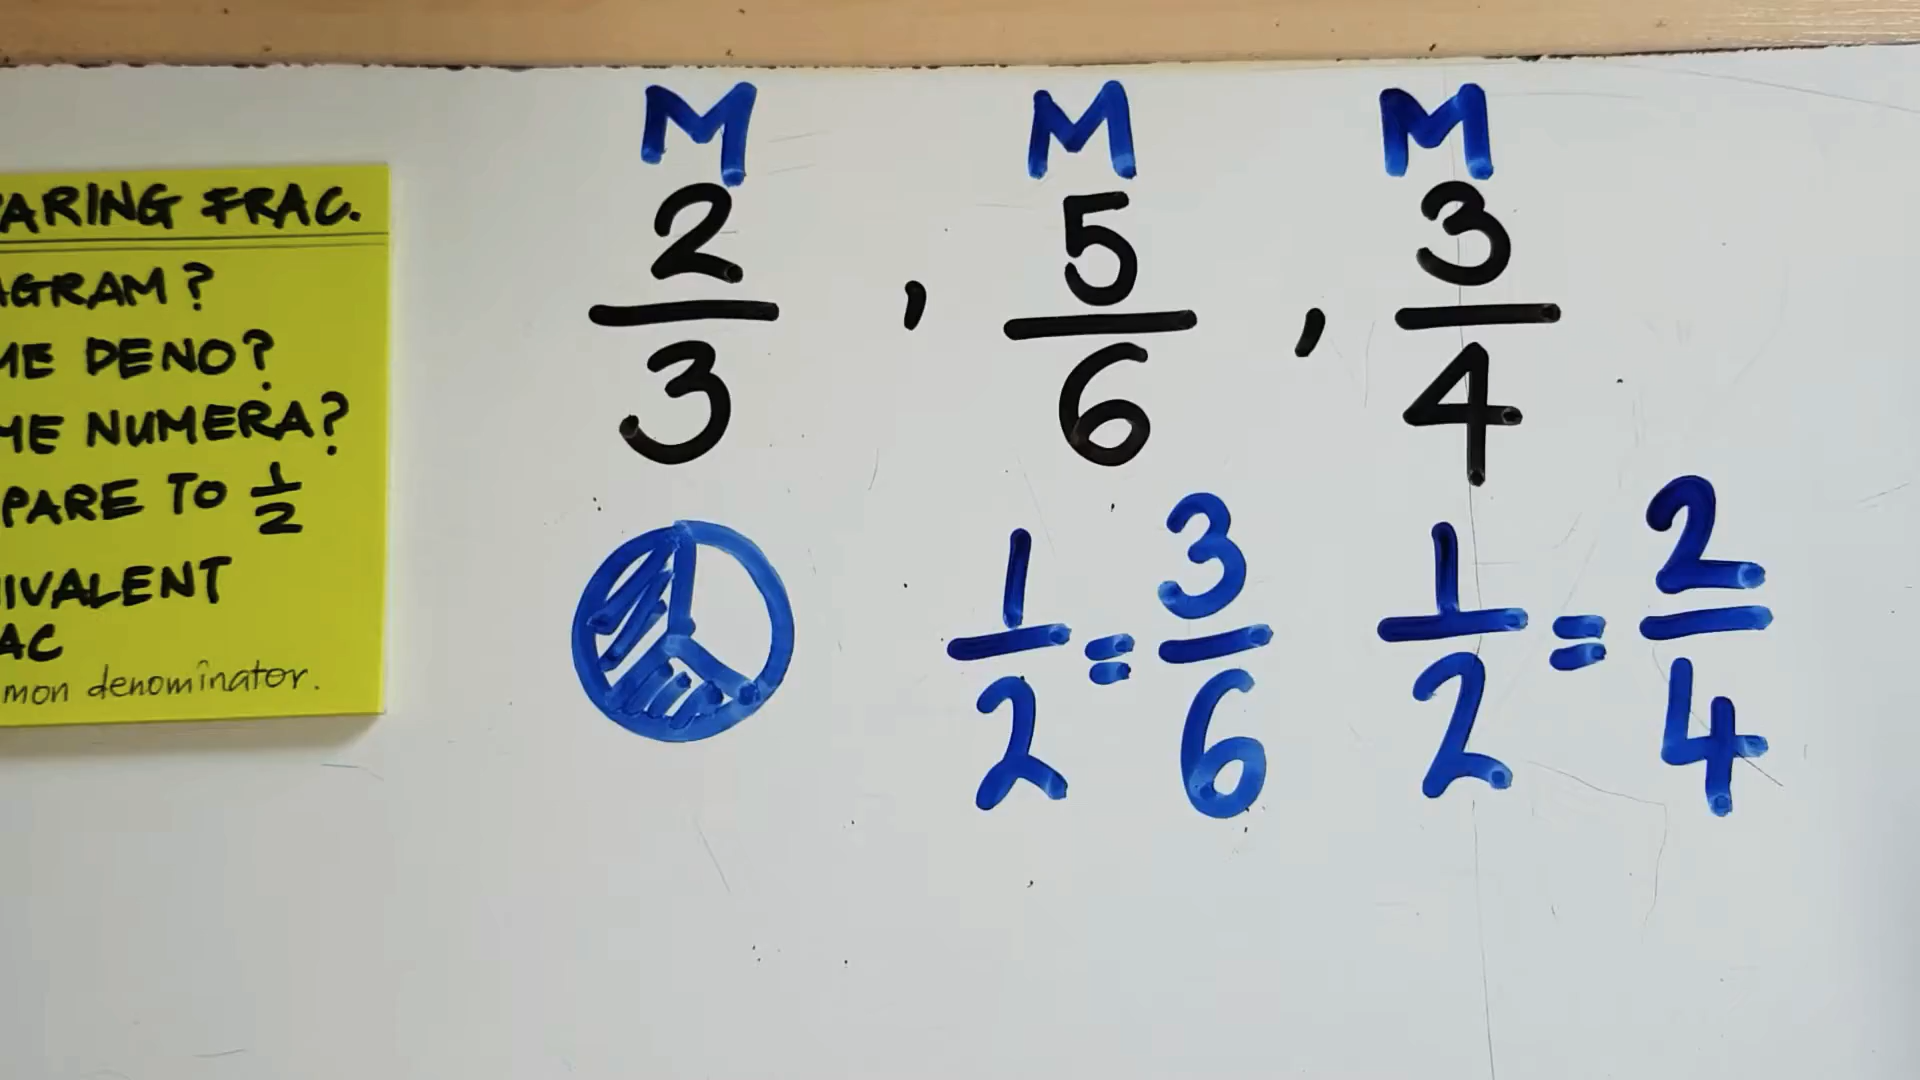 ARING FRAC.
AGRAM?
ME DENO?
ME NUMERA?
PARE TO 1/2
IVALENT
AC
mon denominator.
M M M
2/3 , 5/6 , 3/4
1/2 = 3/6 1/2 = 2/4